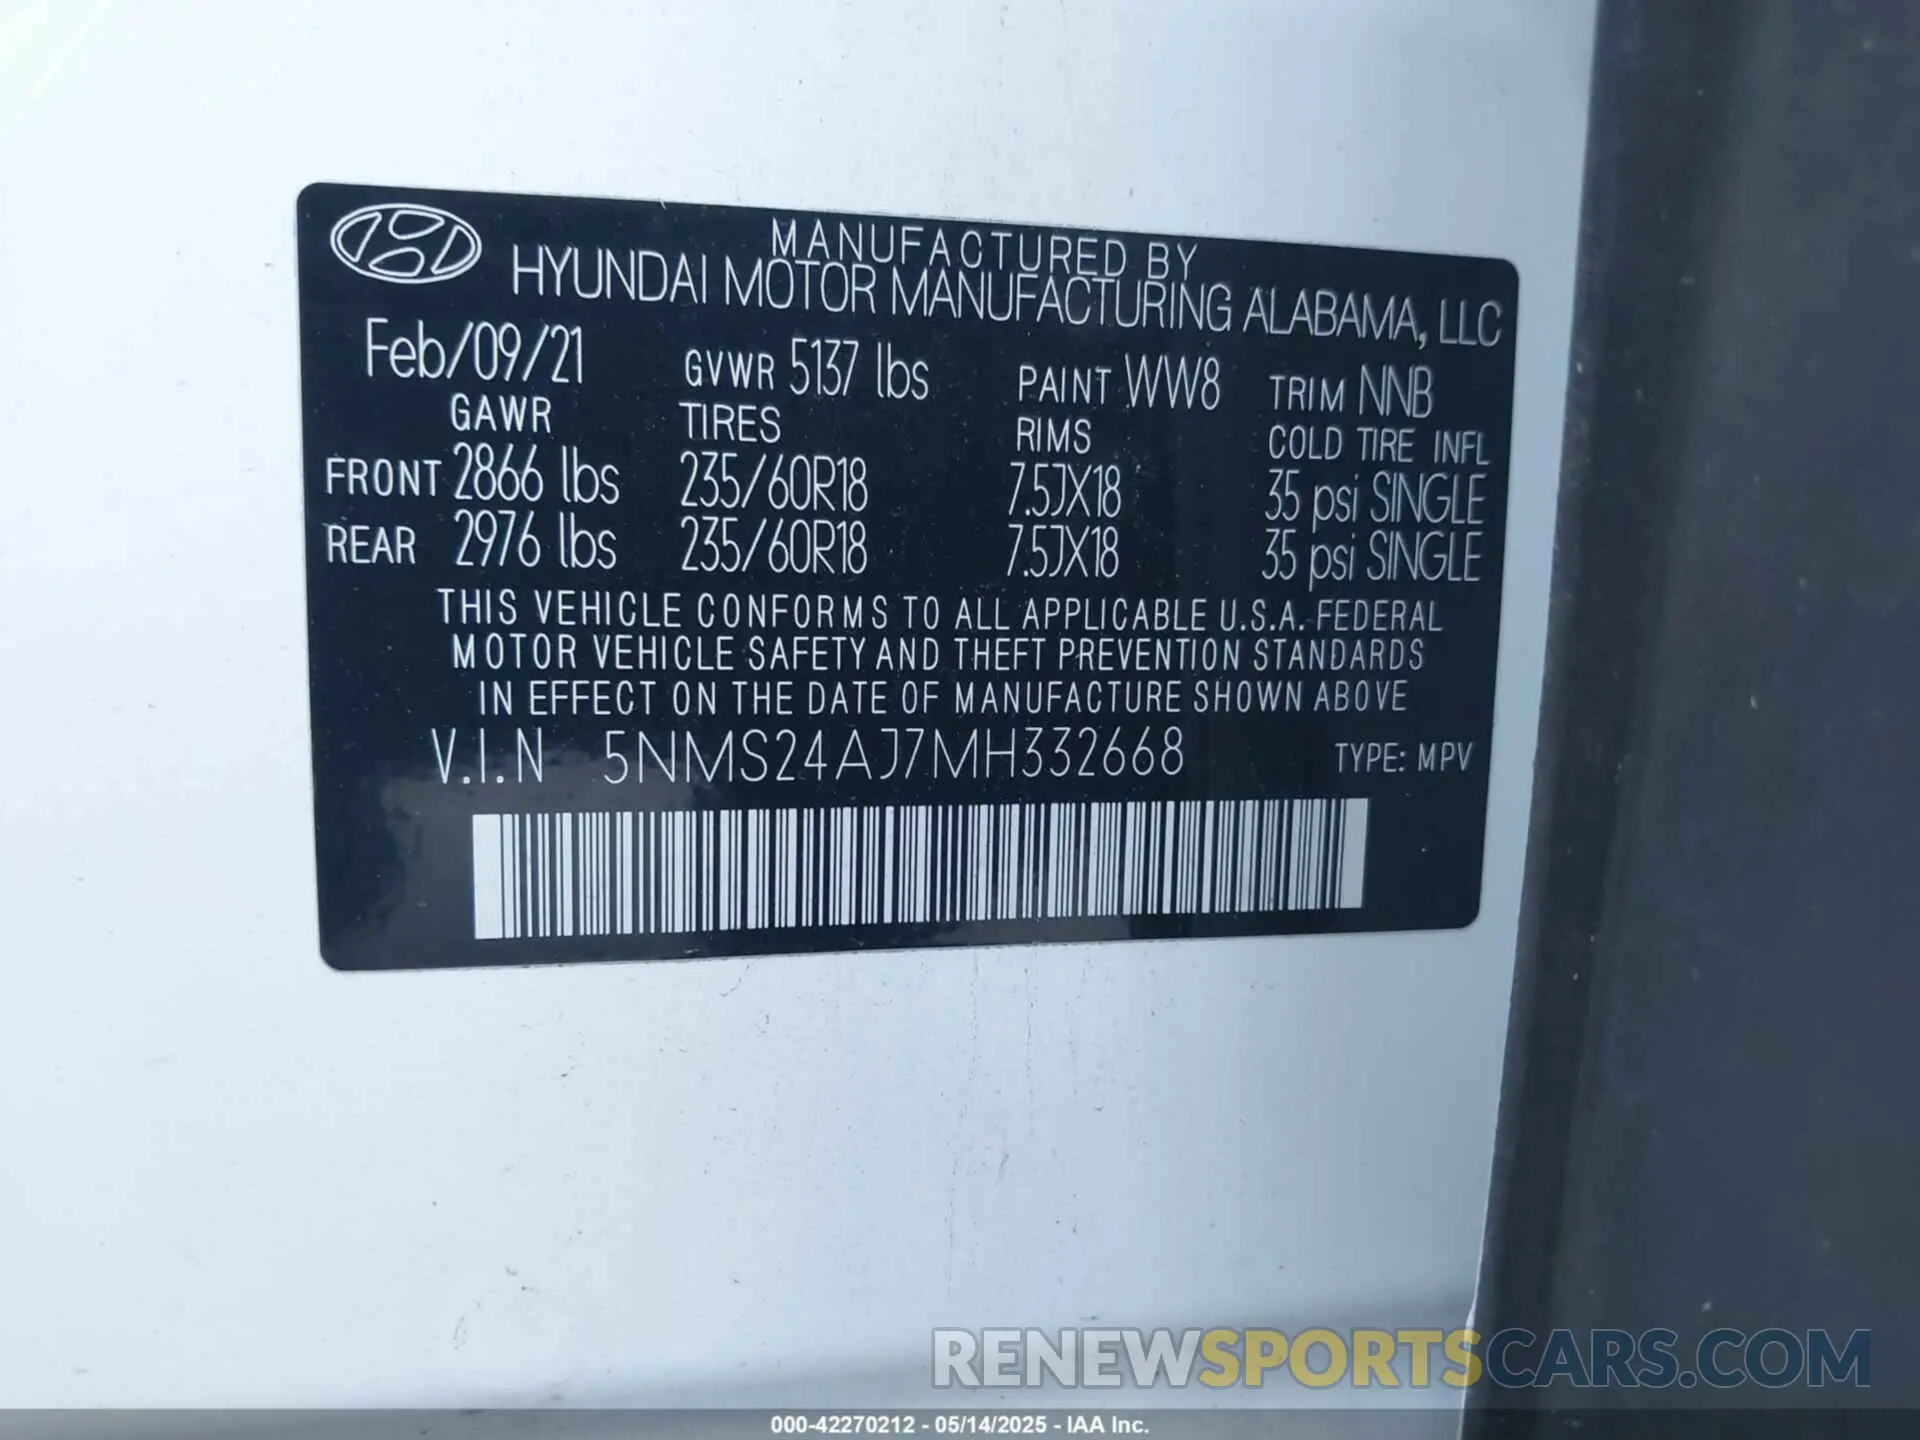 MANUFACTURED BY
HYUNDAI MOTOR MANUFACTURING ALABAMA, LLC
Feb/09/21 GVWR 5137 lbs PAINT WW8 TRIM NNB
GAWR TIRES RIMS COLD TIRE INFL
FRONT 2866 lbs 235/60R18 7.5JX18 35 psi SINGLE
REAR 2976 lbs 235/60R18 7.5JX18 35 psi SINGLE
THIS VEHICLE CONFORMS TO ALL APPLICABLE U.S.A. FEDERAL
MOTOR VEHICLE SAFETY AND THEFT PREVENTION STANDARDS
IN EFFECT ON THE DATE OF MANUFACTURE SHOWN ABOVE
V.I.N 5NMS24AJ7MH332668 TYPE: MPV
RENEWSPORTSCARS.COM
000-42270212 - 05/14/2025 - IAA Inc.